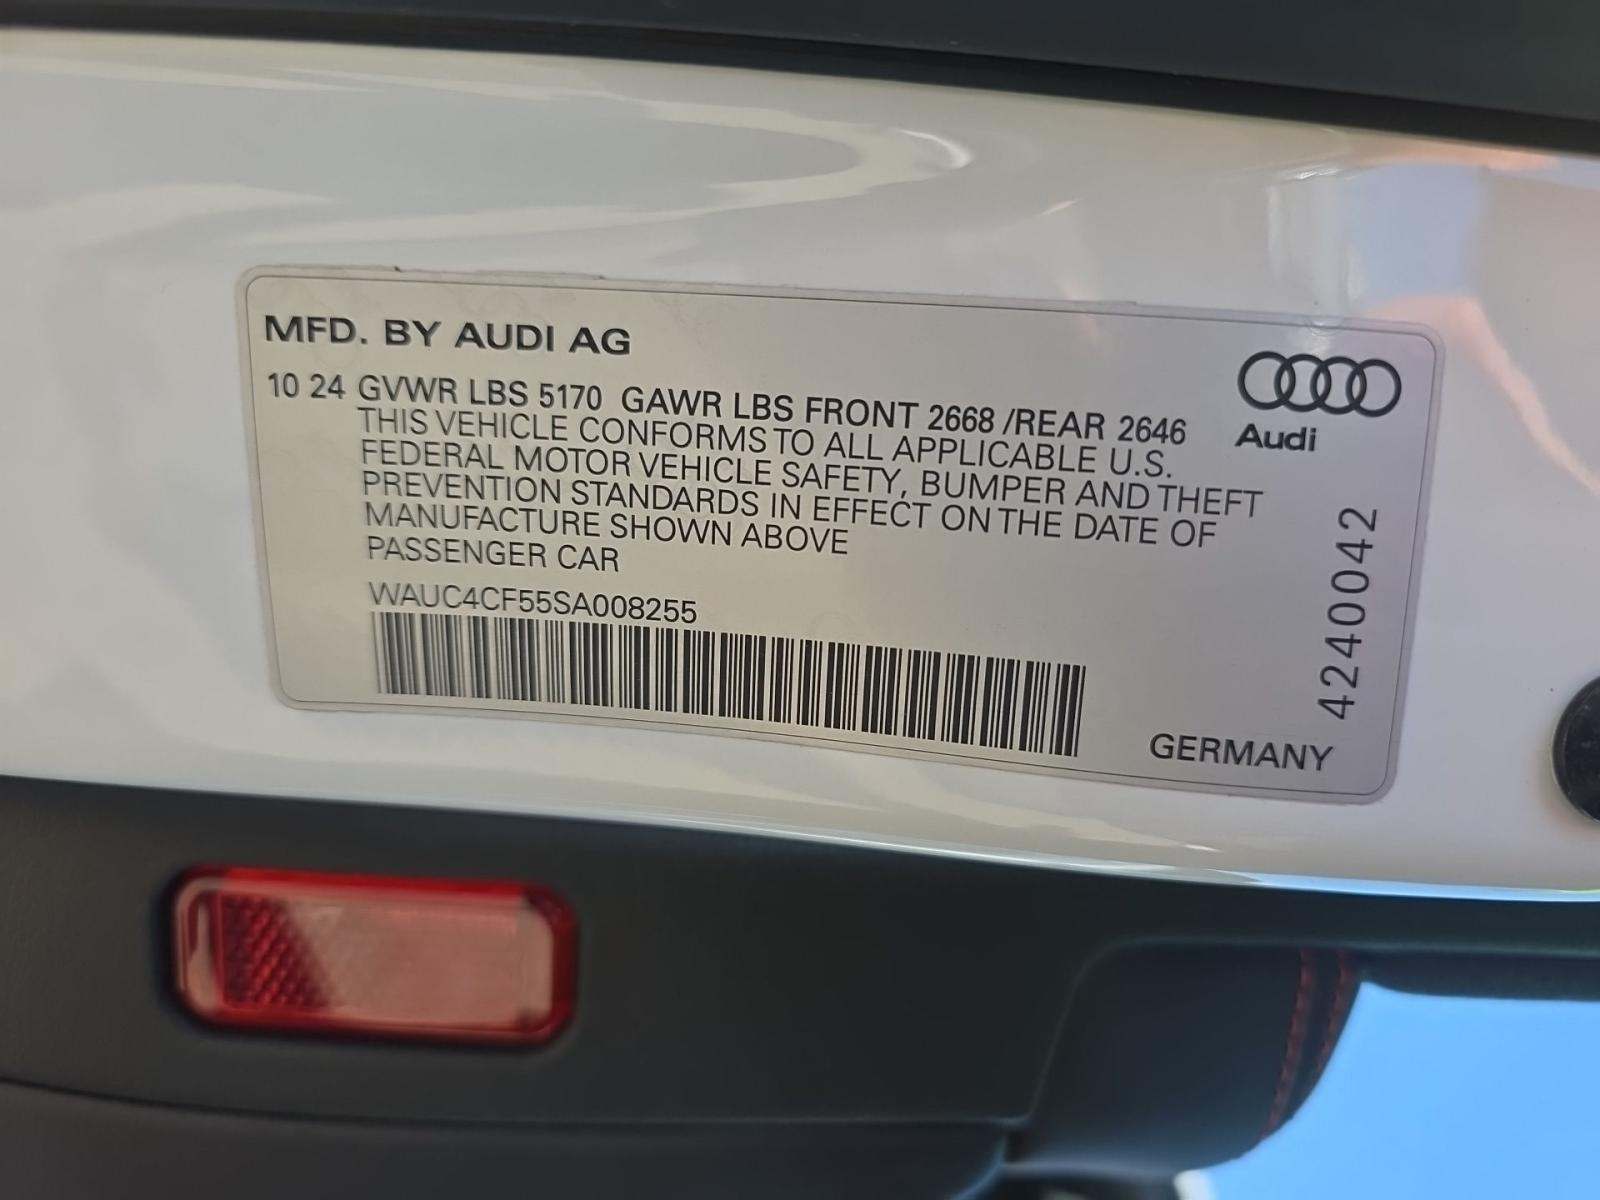 MFD. BY AUDI AG
10 24 GVWR LBS 5170 GAWR LBS FRONT 2668 /REAR 2646
THIS VEHICLE CONFORMS TO ALL APPLICABLE U.S.
FEDERAL MOTOR VEHICLE SAFETY, BUMPER AND THEFT
PREVENTION STANDARDS IN EFFECT ON THE DATE OF
MANUFACTURE SHOWN ABOVE
PASSENGER CAR
WAUC4CF55SA008255
Audi
4240042
GERMANY